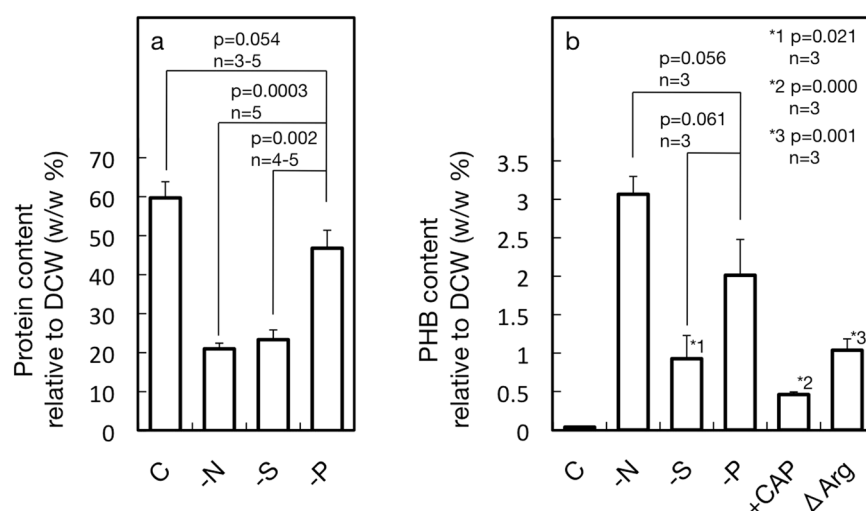 a
p=0.054
n=3-5
p=0.0003
n=5
p=0.002
n=4-5
Protein content
relative to DCW (w/w %)
70
60
50
40
30
20
10
0
C
-N
-S
-P
b
*1 p=0.021
n=3
*2 p=0.000
n=3
*3 p=0.001
n=3
p=0.056
n=3
p=0.061
n=3
PHB content
relative to DCW (w/w %)
3.5
3
2.5
2
1.5
1
0.5
0
*1
*2
*3
C
-N
-S
-P
+CAP
Δ Arg